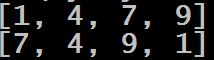 [1, 4, 7, 9]
[7, 4, 9, 1]